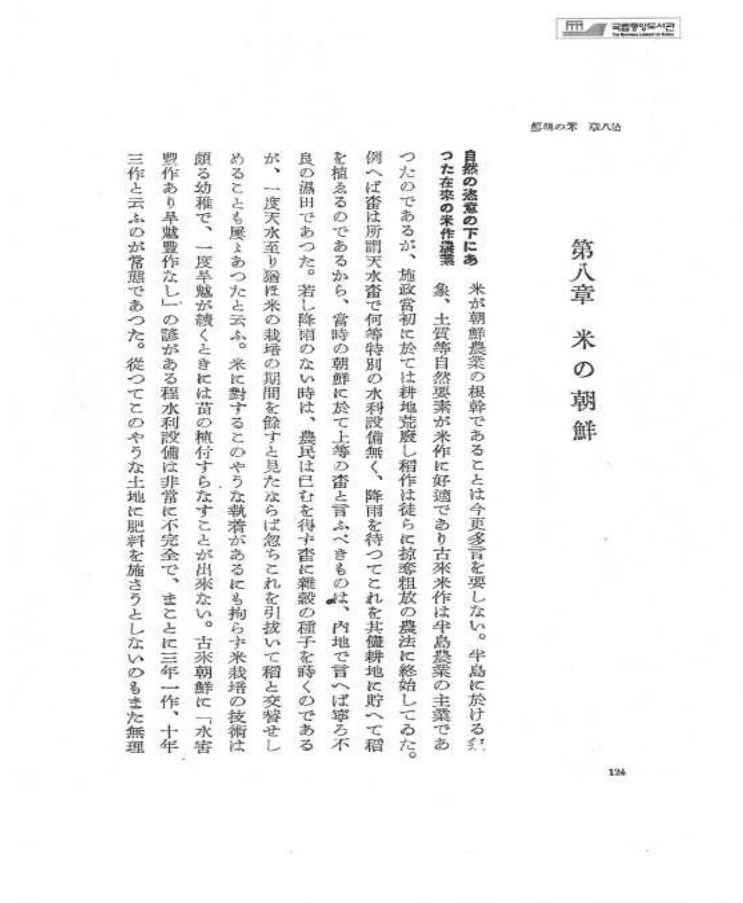 국립중앙도서관
The National Library of Korea
第八章 米の朝鮮
第八章 米の朝鮮
自然の恣意の下にあ
つた在來の米作農業
米が朝鮮農業の根幹であることは今更多言を要しない。半島に於ける氣
象、土質等自然要素が米作に好適であり古來米作は半島農業の主業であ
つたのであるが、施政當初に於ては耕地荒廢し稻作は徒らに掠奪粗放の農法に終始してゐた。
例へば畓は所謂天水畓で何等特別の水利設備無く、降雨を待つてこれを其儘耕地に貯へて稻
を植ゑるのであるから、當時の朝鮮に於て上等の畓と言ふべきものは、內地で言へば寧ろ不
良の濕田であつた。若し降雨のない時は、農民は已むを得ず畓に雜穀の種子を蒔くのである
が、一度天水至り猶ほ米の栽培の期間を餘すと見たならば忽ちこれを引拔いて稻と交替せし
めることも屢〻あつたと云ふ。米に對するこのやうな執着があるにも拘らず米栽培の技術は
頗る幼稚で、一度旱魃が續くときには苗の植付すらなすことが出來ない。古來朝鮮に「水害
豐作あり旱魃豐作なし」の諺がある程水利設備は非常に不完全で、まことに三年一作、十年
三作と云ふのが常態であつた。從つてこのやうな土地に肥料を施さうとしないのもまた無理
124